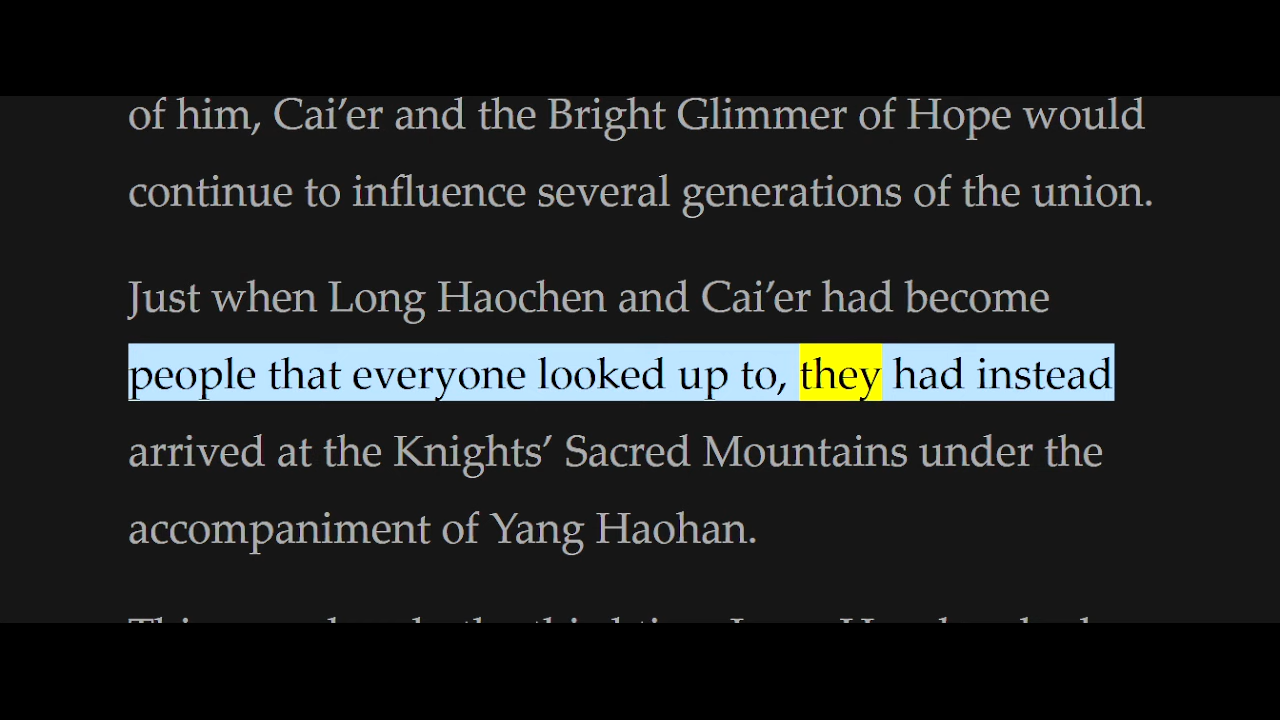 of him, Cai’er and the Bright Glimmer of Hope would
continue to influence several generations of the union.
Just when Long Haochen and Cai’er had become
people that everyone looked up to, they had instead
arrived at the Knights’ Sacred Mountains under the
accompaniment of Yang Haohan.